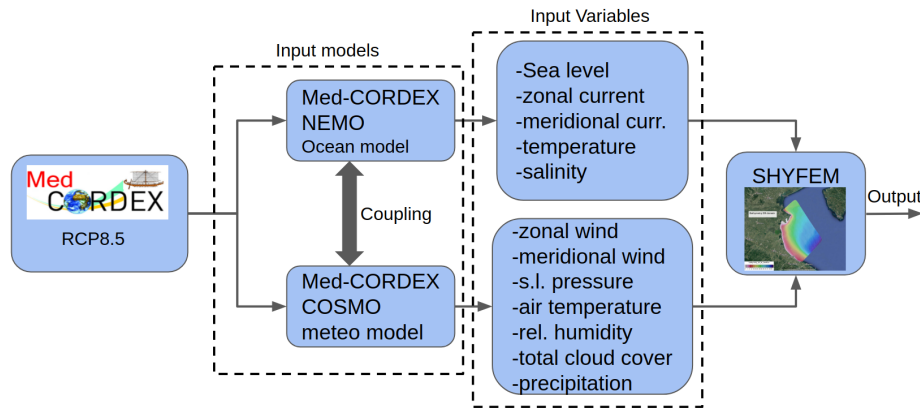 Input models
Input Variables
Med
CORDEX
RCP8.5
Med-CORDEX
NEMO
Ocean model
Coupling
Med-CORDEX
COSMO
meteo model
-Sea level
-zonal current
-meridional curr.
-temperature
-salinity
-zonal wind
-meridional wind
-s.l. pressure
-air temperature
-rel. humidity
-total cloud cover
-precipitation
SHYFEM
Output